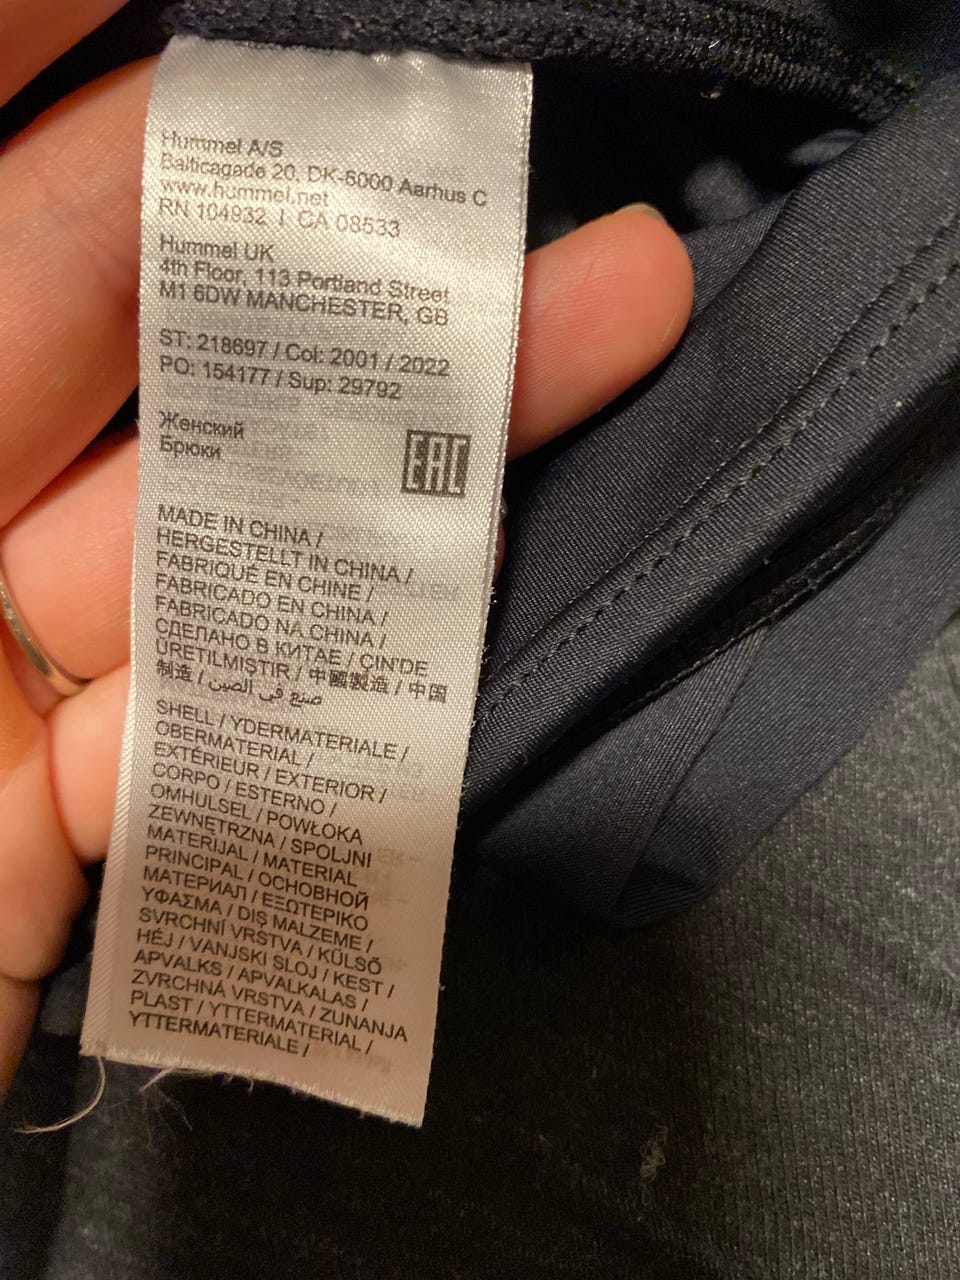 Hummel A/S
Balticagade 20, DK-8000 Aarhus C
www.hummel.net
RN 104932 | CA 08533
Hummel UK
4th Floor, 113 Portland Street
M1 6DW MANCHESTER, GB
ST: 218697 / Col: 2001 / 2022
PO: 154177 / Sup: 29792
Женский
Брюки
EAC
MADE IN CHINA /
HERGESTELLT IN CHINA /
FABRIQUÉ EN CHINE /
FABRICADO EN CHINA /
FABRICADO NA CHINA /
СДЕЛАНО В КИТАЕ / ÇIN'DE
ÜRETILMIŞTIR / 中國製造 / 中国
制造 / صنع في الصين
SHELL / YDERMATERIALE /
OBERMATERIAL /
EXTÉRIEUR / EXTERIOR /
CORPO / ESTERNO /
OMHULSEL / POWŁOKA
ZEWNĘTRZNA / SPOLJNI
MATERIJAL / MATERIAL
PRINCIPAL / ОСНОВНОЙ
МАТЕРИАЛ / ΕΞΩΤΕΡΙΚΟ
ΥΦΑΣΜΑ / DIS MALZEME /
SVRCHNÍ VRSTVA / KÜLSŐ
HÉJ / VANJSKI SLOJ / KEST /
APVALKS / APVALKALAS /
ZVRCHNÁ VRSTVA / ZUNANJA
PLAST / YTTERMATERIAL /
YTTERMATERIALE /